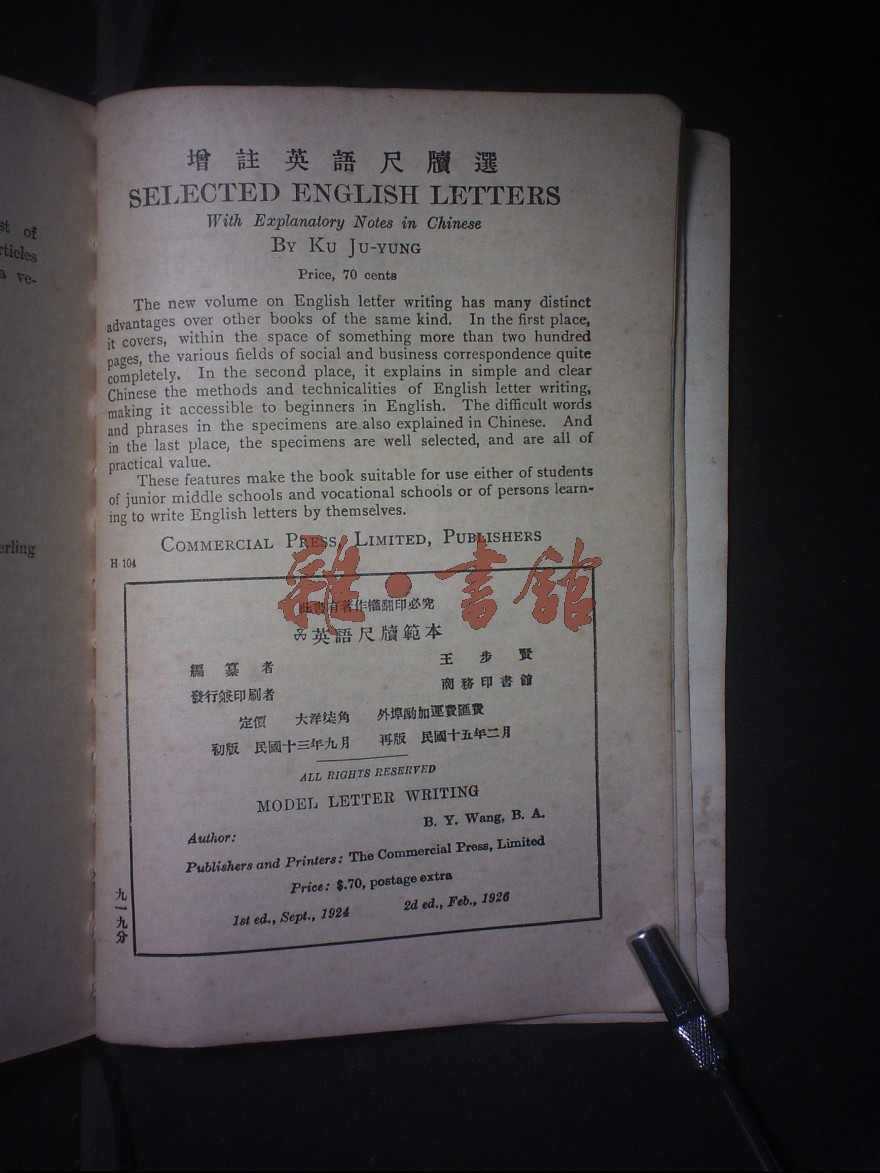 st of
rticles
a ve-
erling
增註英語尺牘選
SELECTED ENGLISH LETTERS
With Explanatory Notes in Chinese
BY KU JU-YUNG
Price, 70 cents
The new volume on English letter writing has many distinct
advantages over other books of the same kind. In the first place,
it covers, within the space of something more than two hundred
pages, the various fields of social and business correspondence quite
completely. In the second place, it explains in simple and clear
Chinese the methods and technicalities of English letter writing,
making it accessible to beginners in English. The difficult words
and phrases in the specimens are also explained in Chinese. And
in the last place, the specimens are well selected, and are all of
practical value.
These features make the book suitable for use either of students
of junior middle schools and vocational schools or of persons learn-
ing to write English letters by themselves.
COMMERCIAL PRESS, LIMITED, PUBLISHERS
H 104
雜·書館
此書有著作權翻印必究
英語尺牘範本
編纂者 王步賢
發行兼印刷者 商務印書館
定價 大洋柒角 外埠酌加運費匯費
初版 民國十三年九月 再版 民國十五年二月
ALL RIGHTS RESERVED
MODEL LETTER WRITING
Author: B. Y. Wang, B. A.
Publishers and Printers: The Commercial Press, Limited
Price: $.70, postage extra
1st ed., Sept., 1924 2d ed., Feb., 1926
九一九分